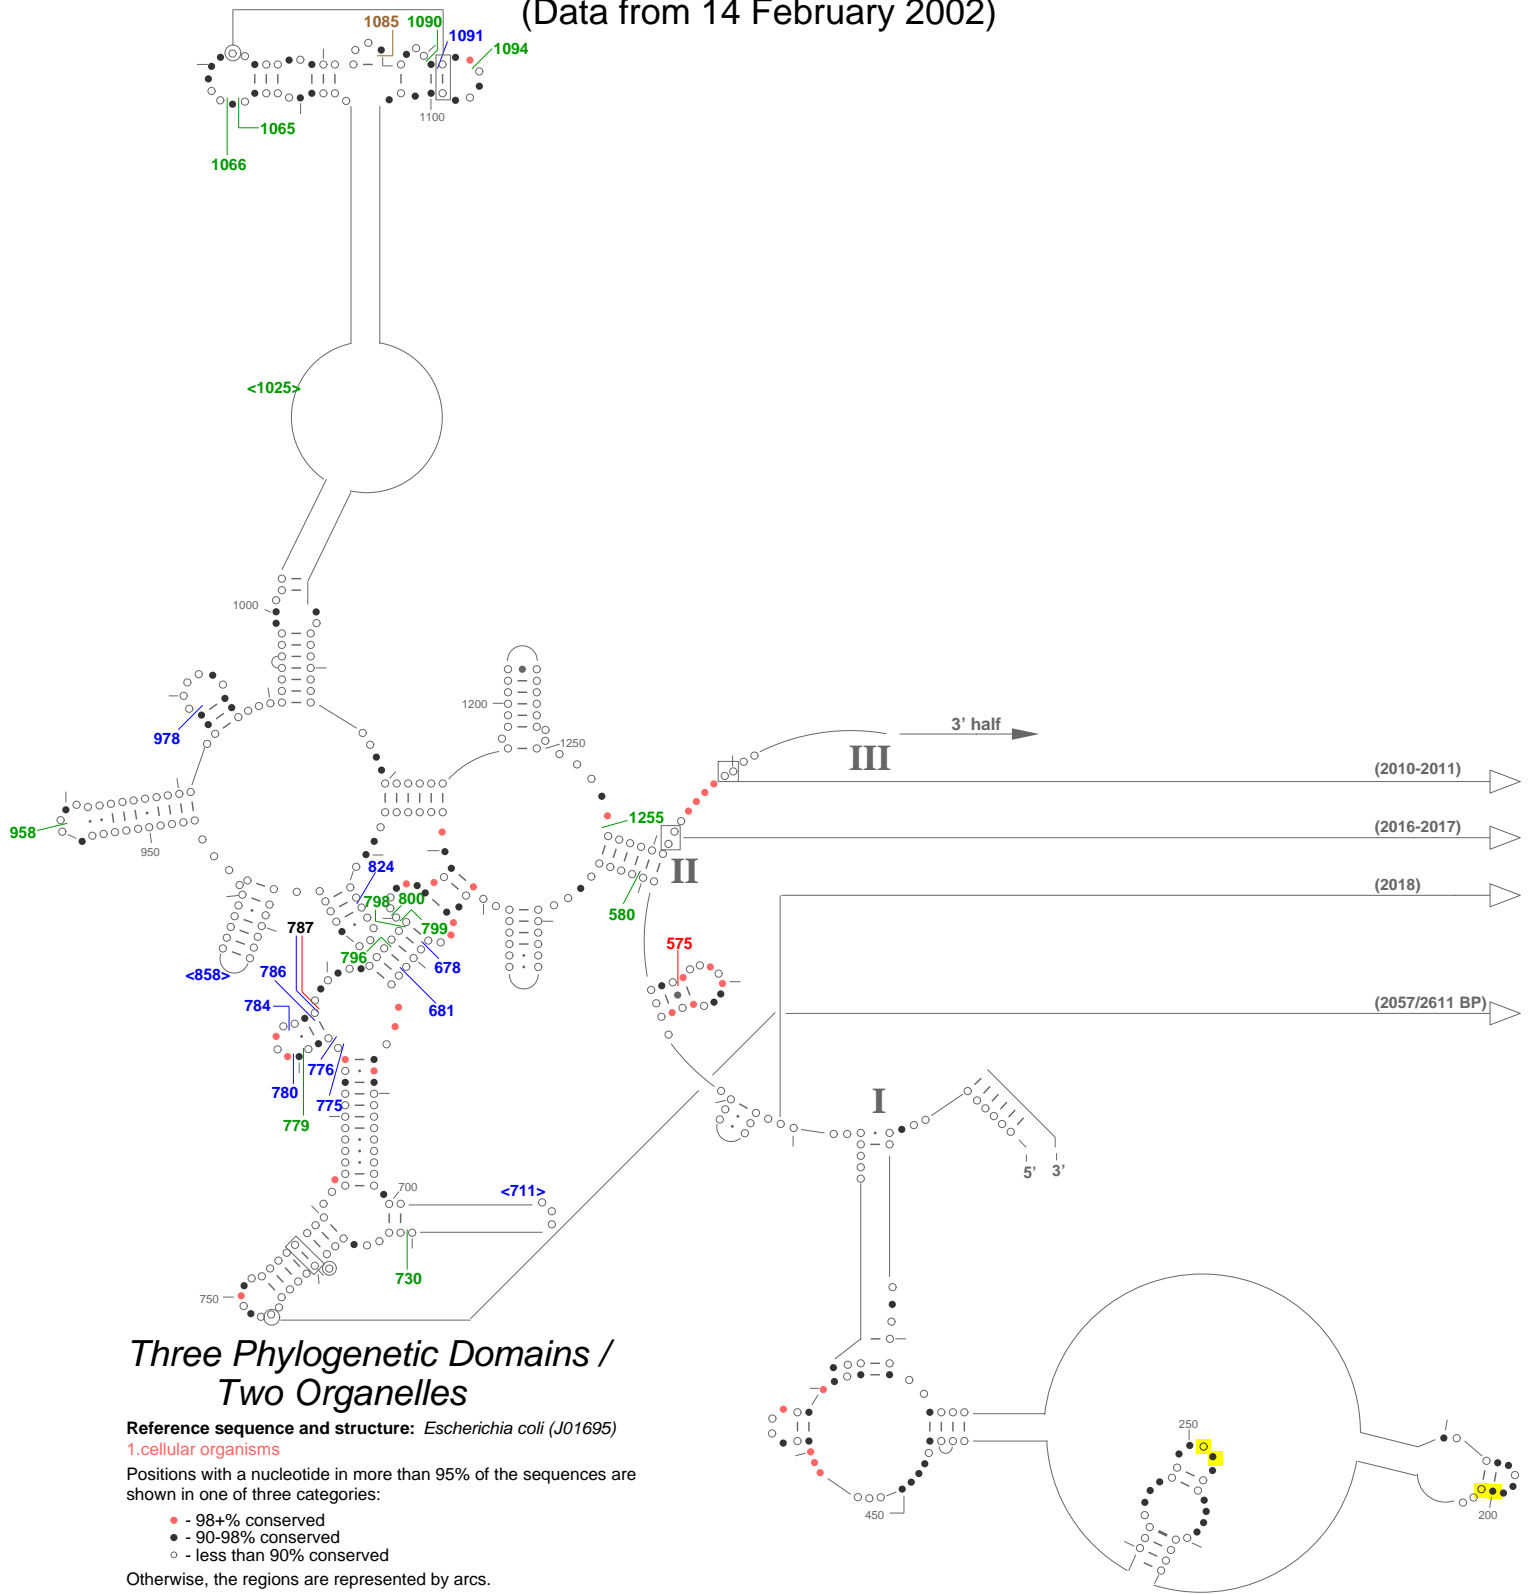 (Data from 14 February 2002)
1085
1090
1091
1094
1100
1065
1066
<1025>
1000
978
958
950
1200
1250
3' half
III
(2010-2011)
1255
(2016-2017)
II
824
798
800
799
580
(2018)
787
796
678
575
<858>
786
784
681
(2057/2611 BP)
776
780
775
779
I
5'
3'
700
<711>
730
750
Three Phylogenetic Domains /
Two Organelles
Reference sequence and structure: Escherichia coli (J01695)
1.cellular organisms
Positions with a nucleotide in more than 95% of the sequences are
shown in one of three categories:
- 98+% conserved
- 90-98% conserved
- less than 90% conserved
Otherwise, the regions are represented by arcs.
250
450
200